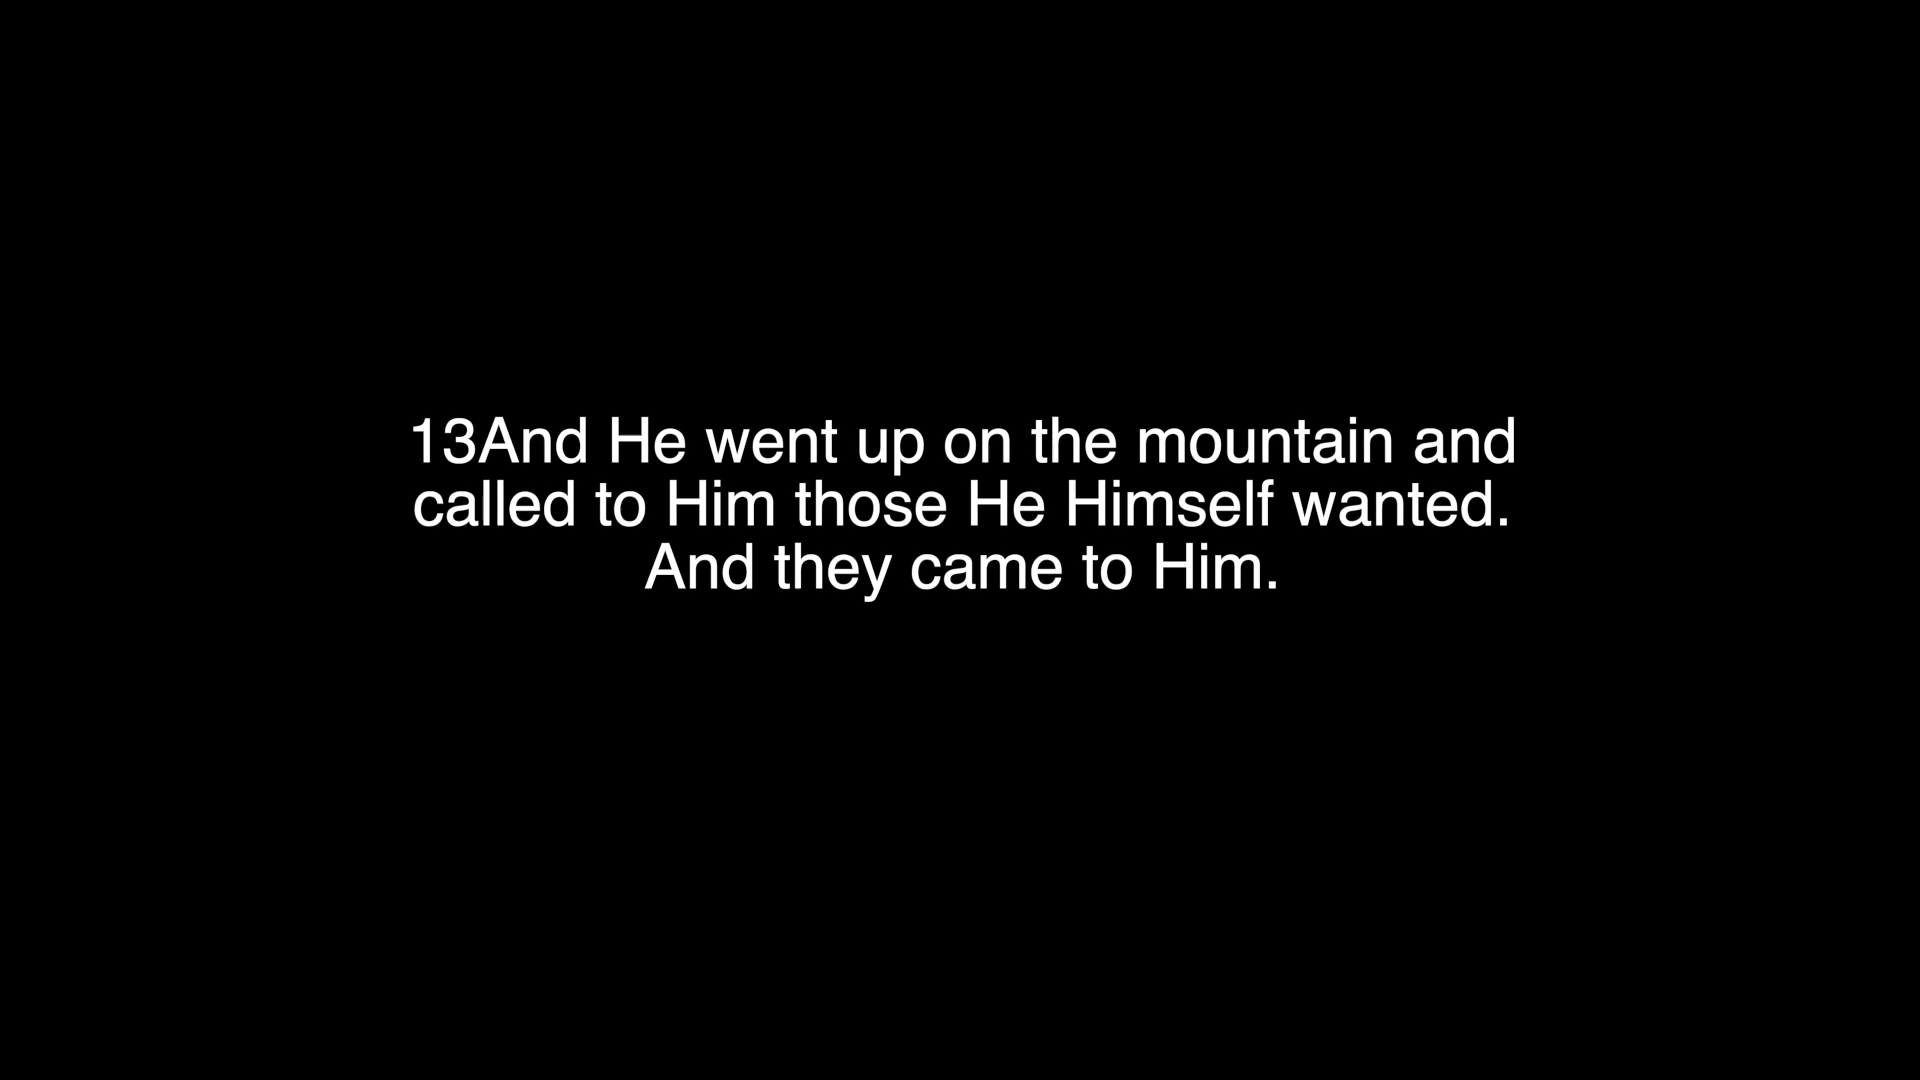 13And He went up on the mountain and
called to Him those He Himself wanted.
And they came to Him.